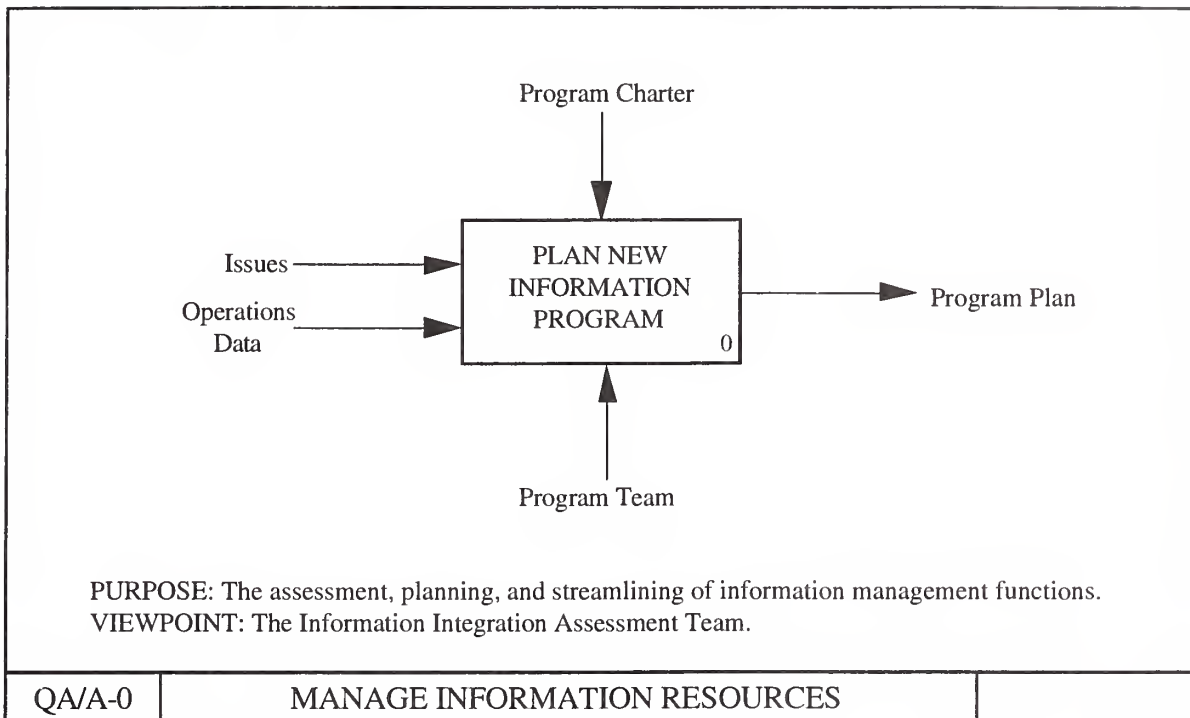 Program Charter
Issues
Operations
Data
PLAN NEW
INFORMATION
PROGRAM
0
Program Plan
Program Team
PURPOSE: The assessment, planning, and streamlining of information management functions.
VIEWPOINT: The Information Integration Assessment Team.
QA/A-0
MANAGE INFORMATION RESOURCES